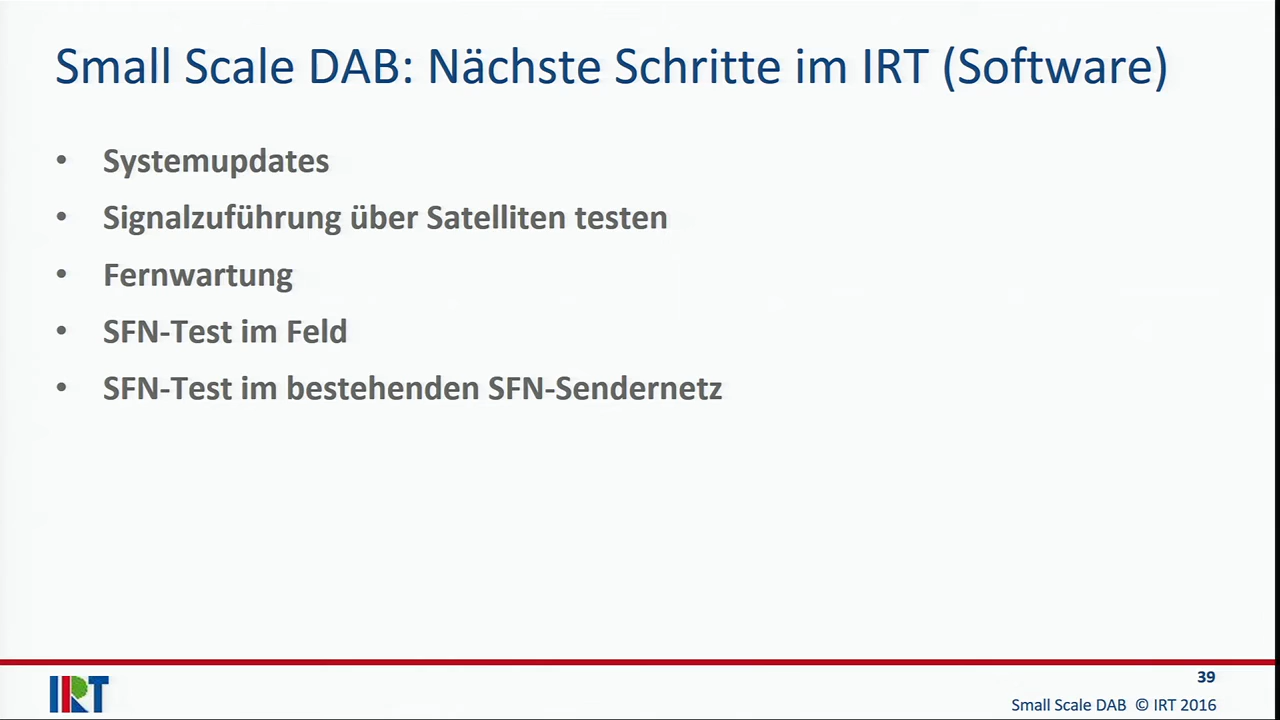 Small Scale DAB: Nächste Schritte im IRT (Software)
• Systemupdates
• Signalzuführung über Satelliten testen
• Fernwartung
• SFN-Test im Feld
• SFN-Test im bestehenden SFN-Sendernetz
IRT
39
Small Scale DAB © IRT 2016